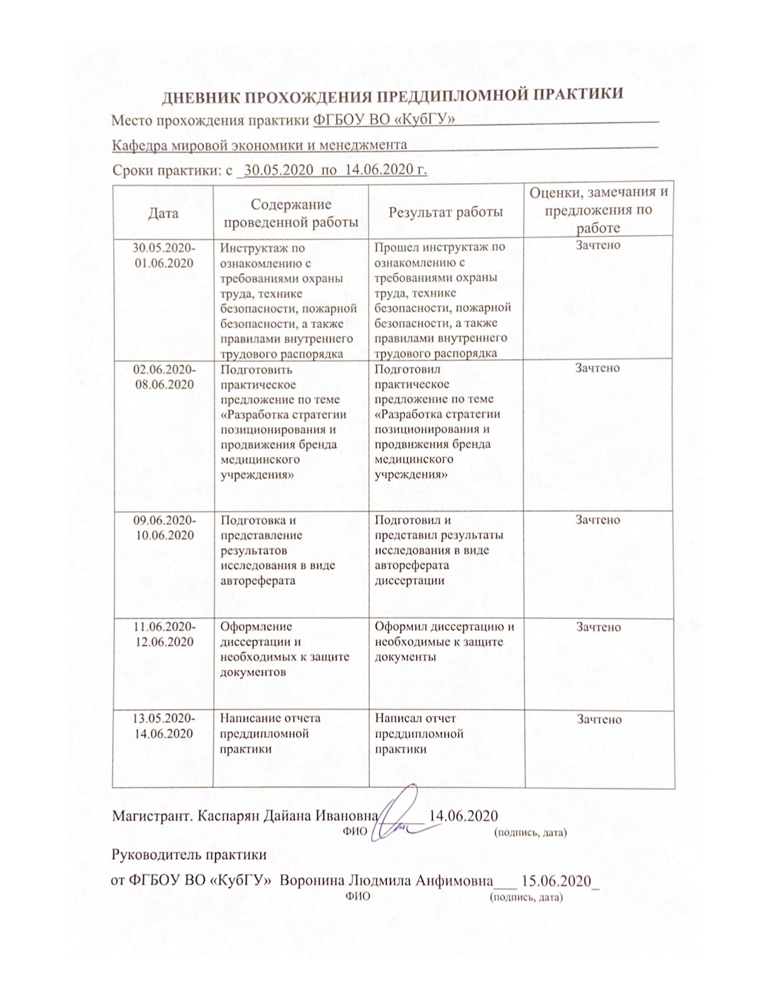 ДНЕВНИК ПРОХОЖДЕНИЯ ПРЕДДИПЛОМНОЙ ПРАКТИКИ
Место прохождения практики ФГБОУ ВО «КубГУ»
Кафедра мировой экономики и менеджмента
Сроки практики: с _30.05.2020 по 14.06.2020 г.
Дата
Содержание
проведенной работы
Результат работы
Оценки, замечания и
предложения по
работе
30.05.2020-
01.06.2020
Инструктаж по
ознакомлению с
требованиями охраны
труда, технике
безопасности, пожарной
безопасности, а также
правилами внутреннего
трудового распорядка
Прошел инструктаж по
ознакомлению с
требованиями охраны
труда, технике
безопасности, пожарной
безопасности, а также
правилами внутреннего
трудового распорядка
Зачтено
02.06.2020-
08.06.2020
Подготовить
практическое
предложение по теме
«Разработка стратегии
позиционирования и
продвижения бренда
медицинского
учреждения»
Подготовил
практическое
предложение по теме
«Разработка стратегии
позиционирования и
продвижения бренда
медицинского
учреждения»
Зачтено
09.06.2020-
10.06.2020
Подготовка и
представление
результатов
исследования в виде
автореферата
Подготовил и
представил результаты
исследования в виде
автореферата
диссертации
Зачтено
11.06.2020-
12.06.2020
Оформление
диссертации и
необходимых к защите
документов
Оформил диссертацию и
необходимые к защите
документы
Зачтено
13.05.2020-
14.06.2020
Написание отчета
преддипломной
практики
Написал отчет
преддипломной
практики
Зачтено
Магистрант. Каспарян Дайана Ивановна______ 14.06.2020
ФИО (подпись, дата)
Руководитель практики
от ФГБОУ ВО «КубГУ» Воронина Людмила Анфимовна___ 15.06.2020_
ФИО (подпись, дата)